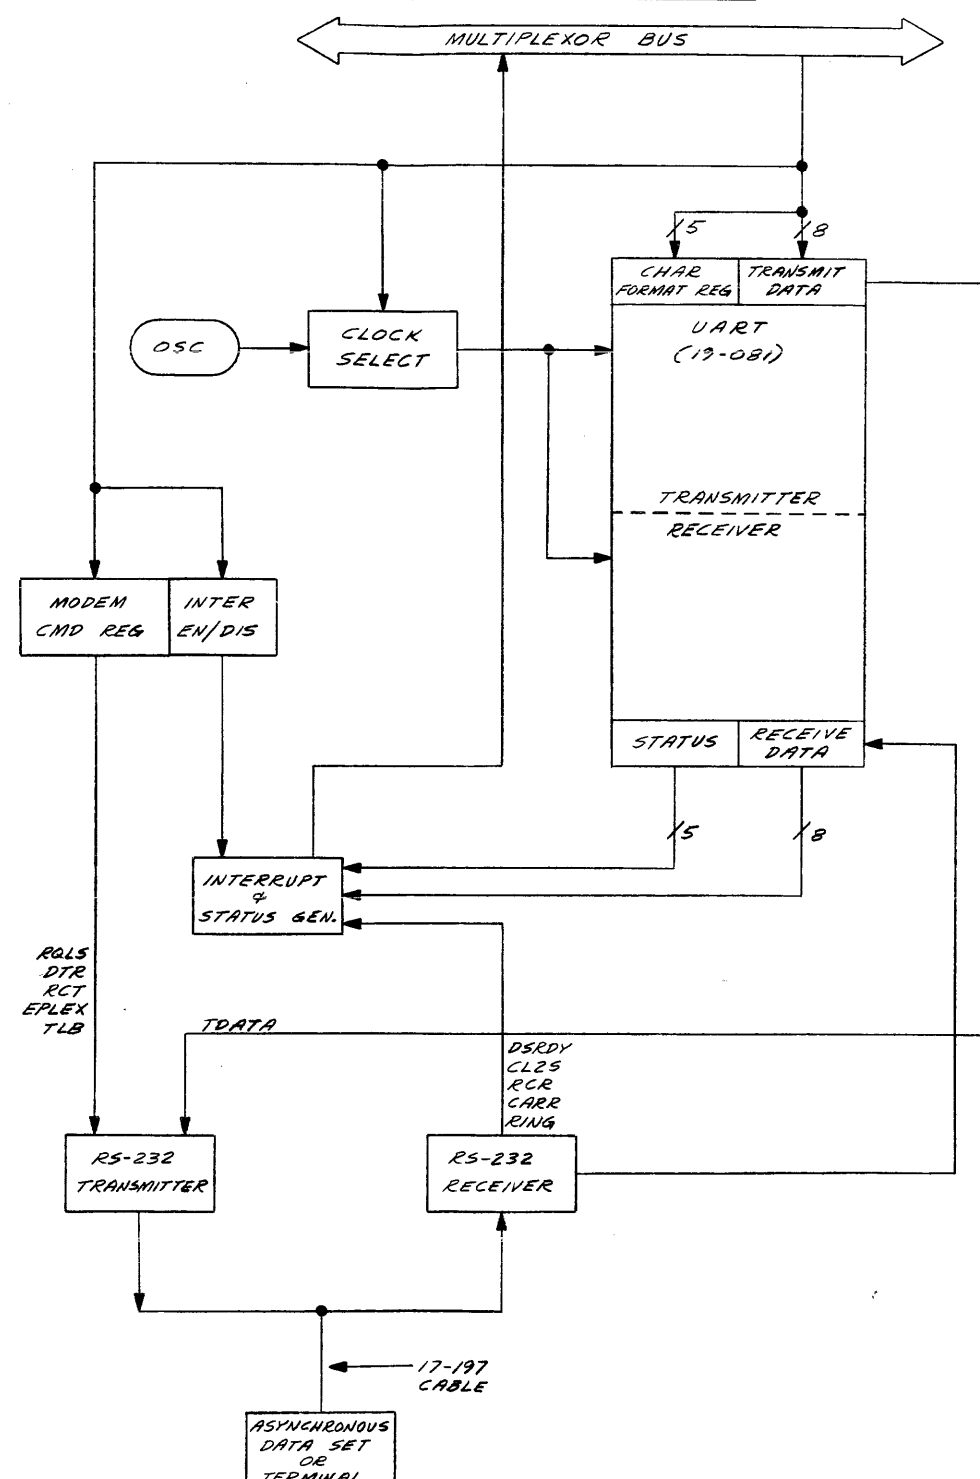 MULTIPLEXOR BUS
/5
/8
CHAR
FORMAT REG
TRANSMIT
DATA
UART
(19-081)
OSC
CLOCK
SELECT
TRANSMITTER
RECEIVER
MODEM
CMD REG
INTER
EN/DIS
STATUS
RECEIVE
DATA
/5
/8
INTERRUPT
&
STATUS GEN.
RQLS
DTR
RCT
EPLEX
TLB
TDATA
DSRDY
CL2S
RCR
CARR
RING
RS-232
TRANSMITTER
RS-232
RECEIVER
17-197
CABLE
ASYNCHRONOUS
DATA SET
OR
TERMINAL